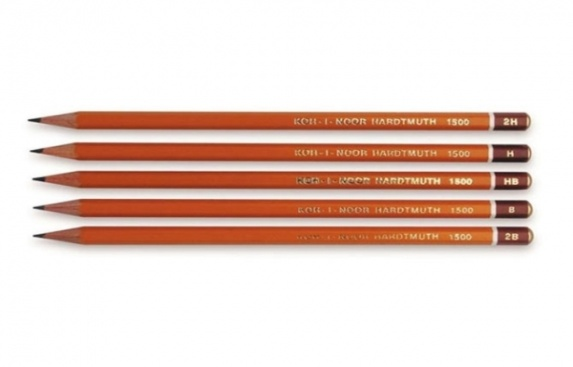 KOH-I-NOOR HARDTMUTH 1500 2H
KOH-I-NOOR HARDTMUTH 1500 H
KOH-I-NOOR HARDTMUTH 1500 HB
KOH-I-NOOR HARDTMUTH 1500 B
KOH-I-NOOR HARDTMUTH 1500 2B